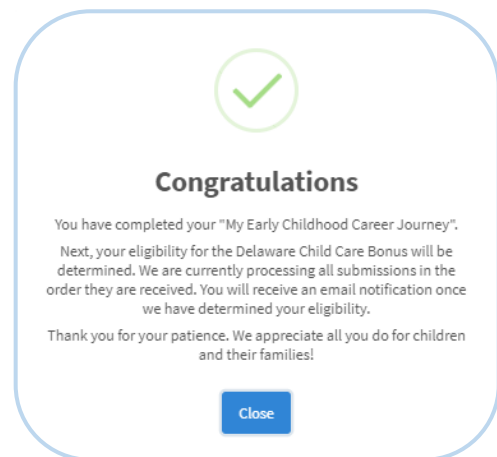 Congratulations
You have completed your "My Early Childhood Career Journey".
Next, your eligibility for the Delaware Child Care Bonus will be
determined. We are currently processing all submissions in the
order they are received. You will receive an email notification once
we have determined your eligibility.
Thank you for your patience. We appreciate all you do for children
and their families!
Close